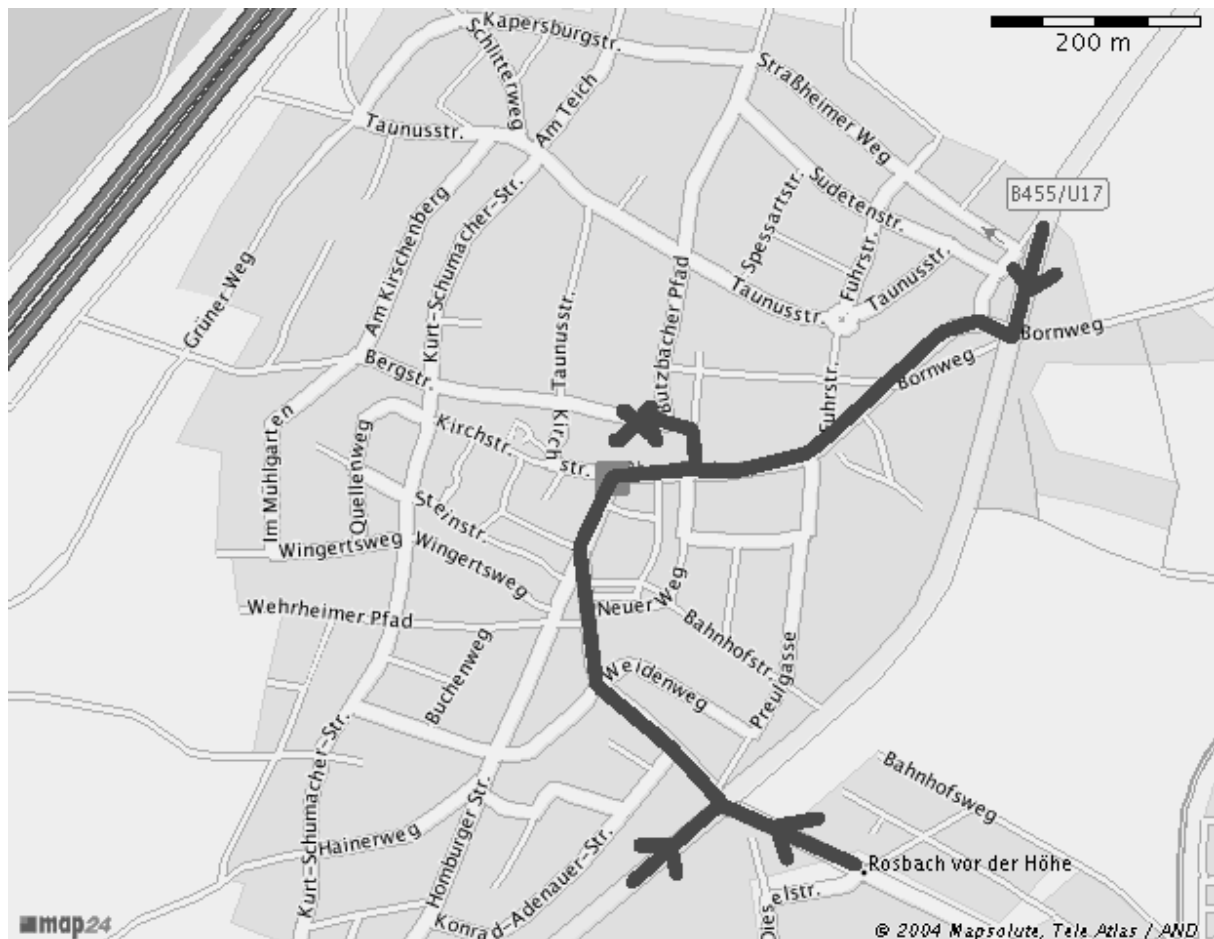 200 m
Kapersburgstr.
Schlitterweg
Am Teich
Straßheimer Weg
Taunusstr.
B455/U17
Spessartstr.
Sudetenstr.
Am Kirschenberg
Kurt-Schumacher-Str.
Fuhrstr.
Taunusstr.
Grüner Weg
Butzbacher Pfad
Taunusstr.
Taunusstr.
Bornweg
Bergstr.
Bornweg
Fuhrstr.
Im Mühlgarten
Quellenweg
Kirchstr.
Kirch
str.
Steinstr.
Wingertsweg
Wingertsweg
Neuer Weg
Wehrheimer Pfad
Bahnhofstr.
Buchenweg
Weidenweg
Preulgasse
Kurt-Schumacher-Str.
Hainerweg
Homburger Str.
Bahnhofsweg
Rosbach vor der Höhe
Konrad-Adenauer-Str.
Dieselstr.
map24
© 2004 Mapsolute, Tele Atlas / AND